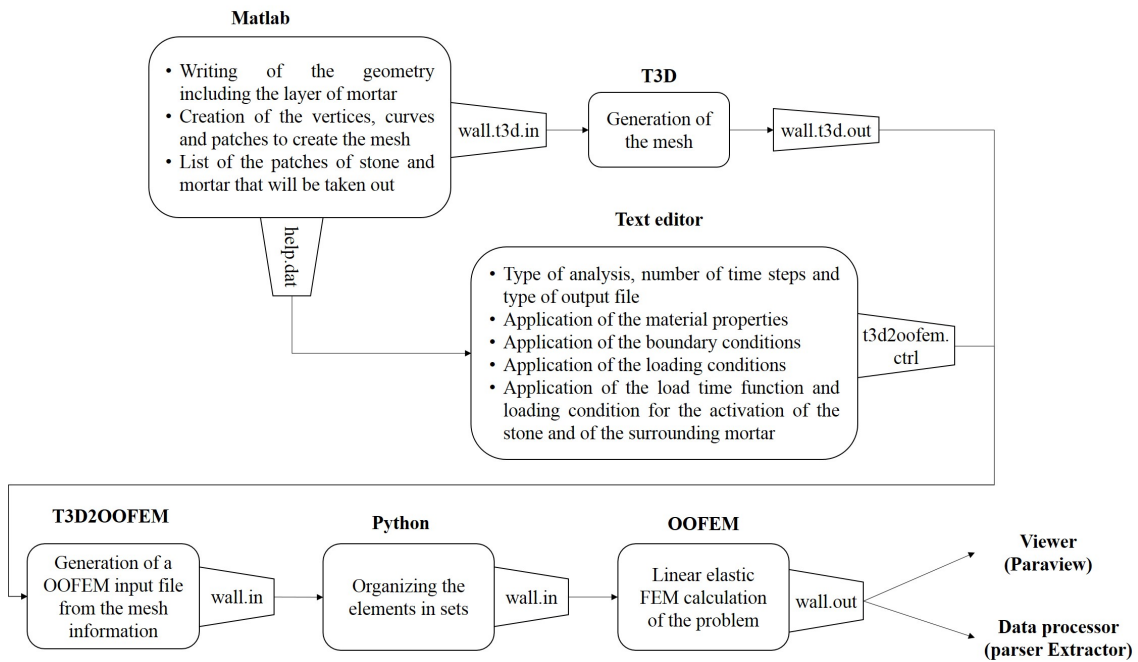 Matlab
• Writing of the geometry
including the layer of mortar
• Creation of the vertices, curves
and patches to create the mesh
• List of the patches of stone and
mortar that will be taken out
wall.t3d.in
T3D
Generation of
the mesh
wall.t3d.out
help.dat
Text editor
• Type of analysis, number of time steps and
type of output file
• Application of the material properties
• Application of the boundary conditions
• Application of the loading conditions
• Application of the load time function and
loading condition for the activation of the
stone and of the surrounding mortar
t3d2oofem.
ctrl
T3D2OOFEM
Generation of a
OOFEM input file
from the mesh
information
wall.in
Python
Organizing the
elements in sets
wall.in
OOFEM
Linear elastic
FEM calculation
of the problem
wall.out
Viewer
(Paraview)
Data processor
(parser Extractor)